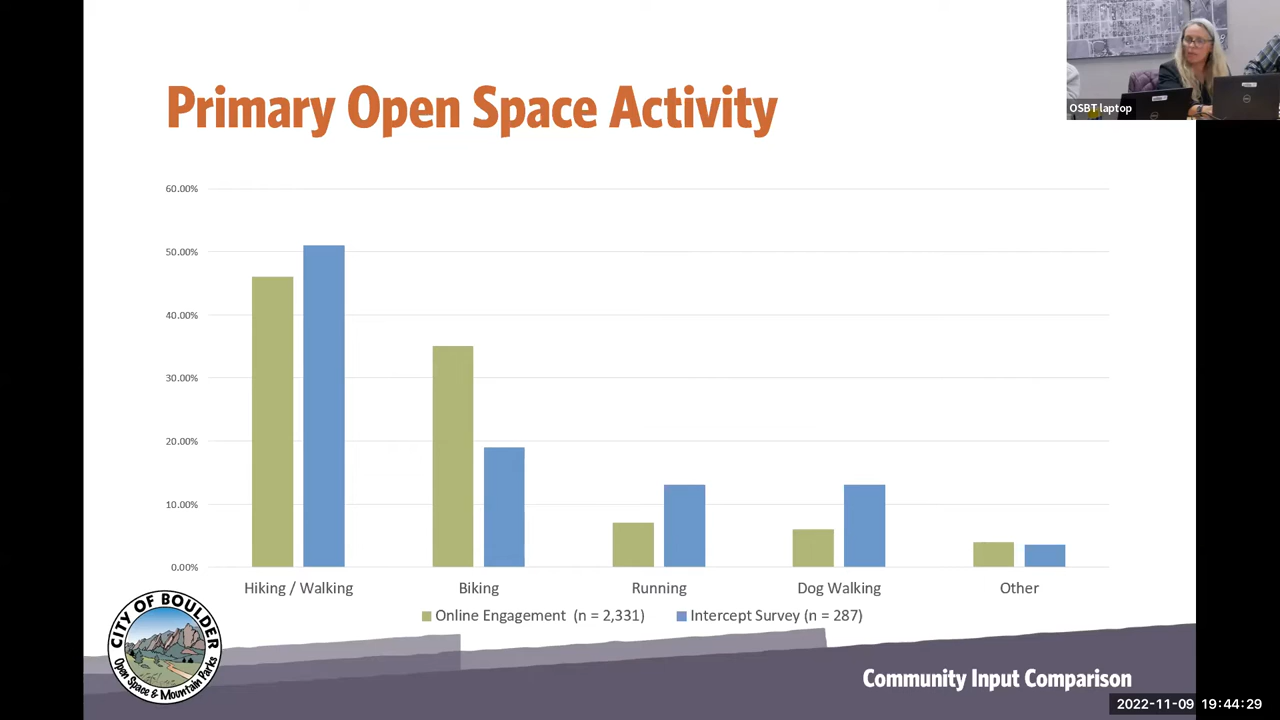 Primary Open Space Activity
OSBT laptop
60.00%
50.00%
40.00%
30.00%
20.00%
10.00%
0.00%
Hiking / Walking Biking Running Dog Walking Other
Online Engagement (n = 2,331) Intercept Survey (n = 287)
CITY OF BOULDER
Open Space & Mountain Parks
Community Input Comparison
2022-11-09 19:44:29